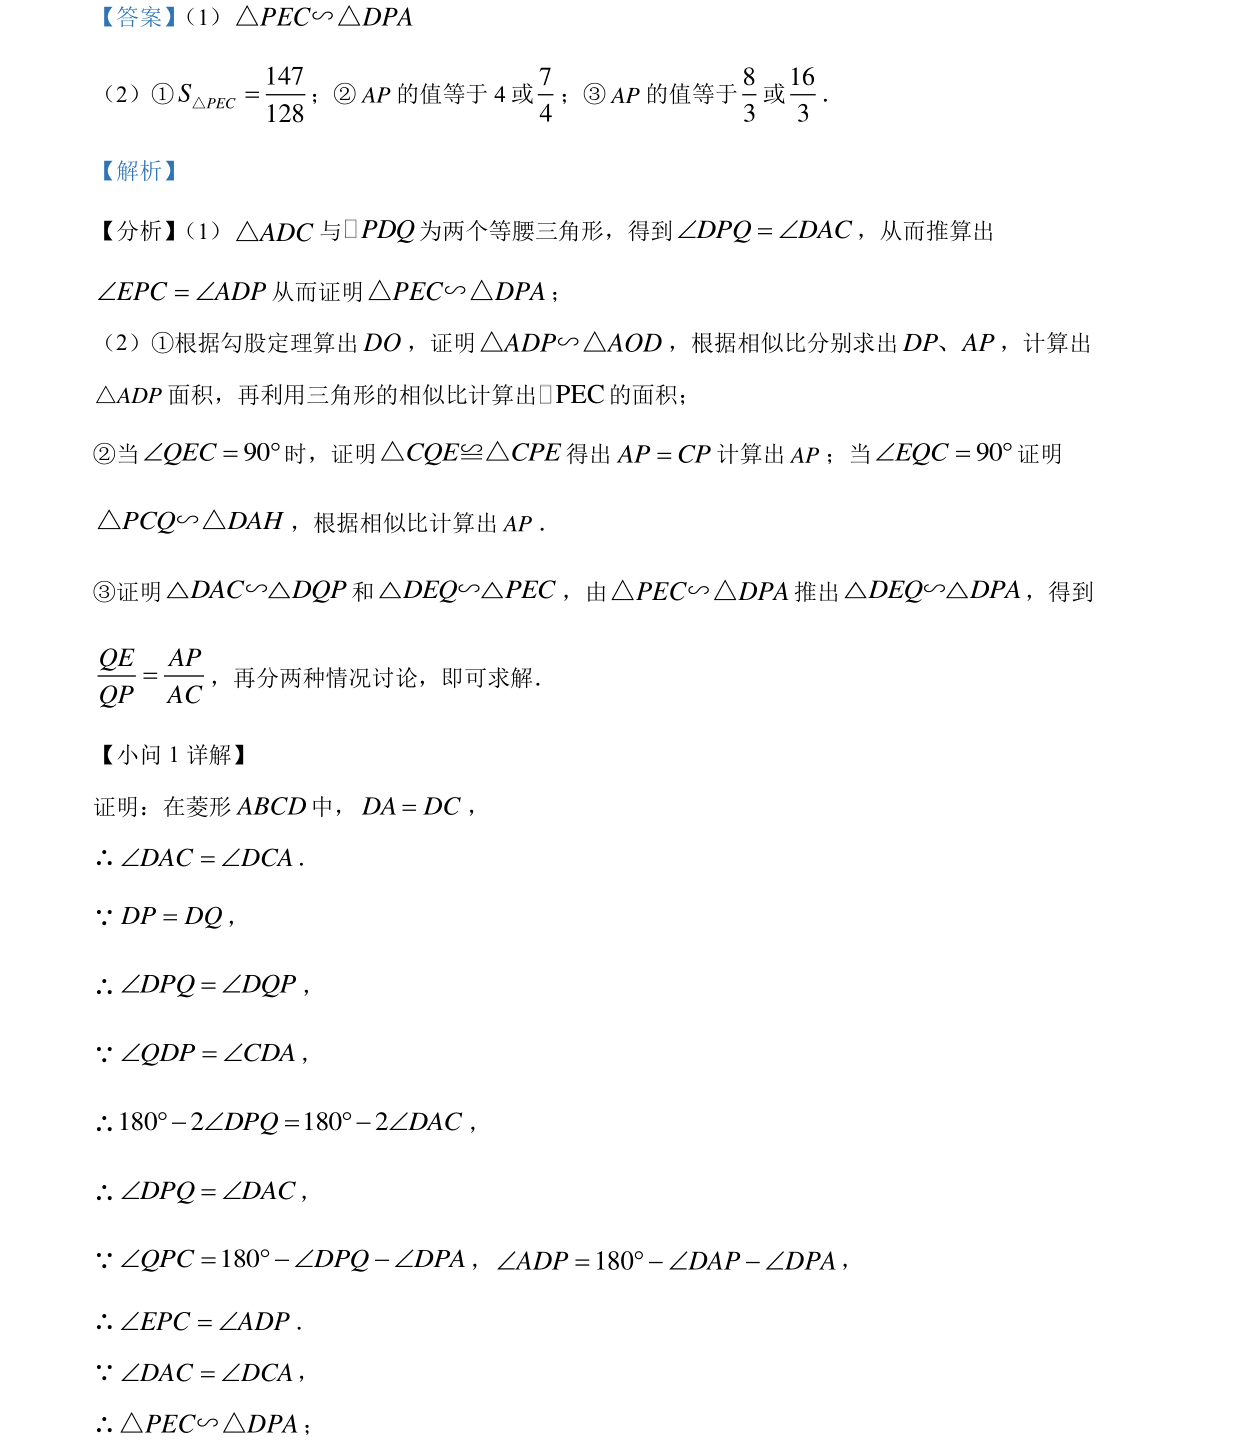 【答案】（1）△PEC∽△DPA
（2）①S△PEC = 147/128；②AP 的值等于 4 或 7/4；③AP 的值等于 8/3 或 16/3．
【解析】
【分析】（1）△ADC 与□PDQ 为两个等腰三角形，得到∠DPQ = ∠DAC，从而推算出
∠EPC = ∠ADP 从而证明△PEC∽△DPA；
（2）①根据勾股定理算出 DO，证明△ADP∽△AOD，根据相似比分别求出 DP、AP，计算出
△ADP 面积，再利用三角形的相似比计算出□PEC 的面积；
②当∠QEC = 90°时，证明△CQE≌△CPE 得出 AP = CP 计算出 AP；当∠EQC = 90°证明
△PCQ∽△DAH，根据相似比计算出 AP．
③证明△DAC∽△DQP 和△DEQ∽△PEC，由△PEC∽△DPA 推出△DEQ∽△DPA，得到
QE/QP = AP/AC，再分两种情况讨论，即可求解．
【小问 1 详解】
证明：在菱形 ABCD 中，DA = DC，
∴∠DAC = ∠DCA．
∵DP = DQ，
∴∠DPQ = ∠DQP，
∵∠QDP = ∠CDA，
∴180° − 2∠DPQ = 180° − 2∠DAC，
∴∠DPQ = ∠DAC，
∵∠QPC = 180° − ∠DPQ − ∠DPA，∠ADP = 180° − ∠DAP − ∠DPA，
∴∠EPC = ∠ADP．
∵∠DAC = ∠DCA，
∴△PEC∽△DPA；